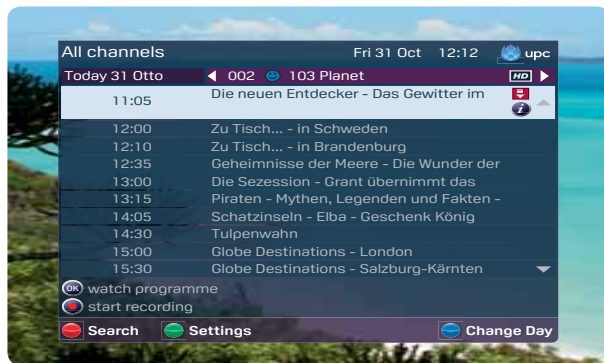 All channels Fri 31 Oct 12:12 upc
Today 31 Otto 002 103 Planet HD
11:05 Die neuen Entdecker - Das Gewitter im
12:00 Zu Tisch... - in Schweden
12:10 Zu Tisch... - in Brandenburg
12:35 Geheimnisse der Meere - Die Wunder der
13:00 Die Sezession - Grant übernimmt das
13:15 Piraten - Mythen, Legenden und Fakten -
14:05 Schatzinseln - Elba - Geschenk König
14:30 Tulpenwahn
15:00 Globe Destinations - London
15:30 Globe Destinations - Salzburg-Kärnten
OK watch programme
start recording
Search Settings Change Day